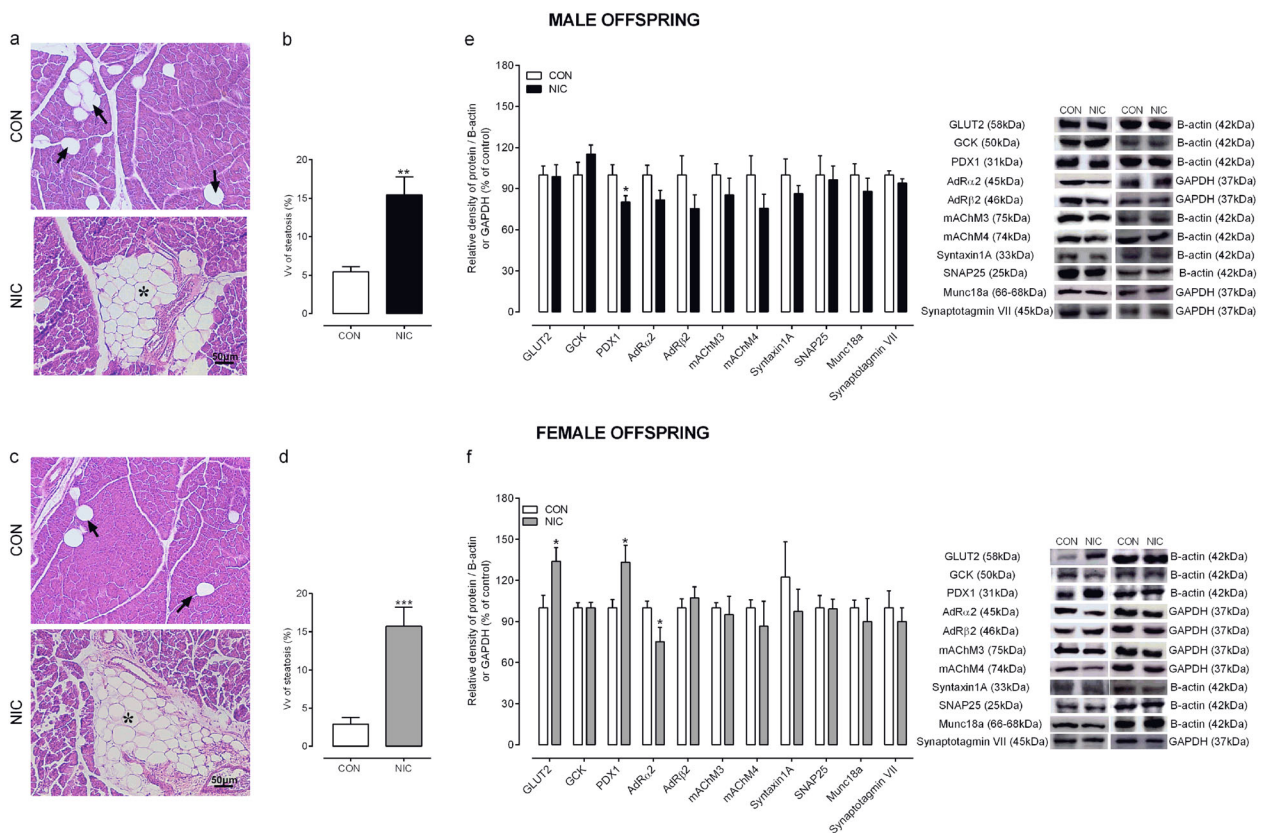 MALE OFFSPRING
a
CON
NIC
*
50µm
b
Vv of steatosis (%)
20
15
10
5
0
**
CON
NIC
e
Relative density of protein / B-actin
or GAPDH (% of control)
180
150
120
90
60
30
0
CON
NIC
*
GLUT2
GCK
PDX1
AdRα2
AdRβ2
mAChM3
mAChM4
Syntaxin1A
SNAP25
Munc18a
Synaptotagmin VII
CON NIC CON NIC
GLUT2 (58kDa) B-actin (42kDa)
GCK (50kDa) B-actin (42kDa)
PDX1 (31kDa) B-actin (42kDa)
AdRα2 (45kDa) GAPDH (37kDa)
AdRβ2 (46kDa) GAPDH (37kDa)
mAChM3 (75kDa) B-actin (42kDa)
mAChM4 (74kDa) B-actin (42kDa)
Syntaxin1A (33kDa) B-actin (42kDa)
SNAP25 (25kDa) B-actin (42kDa)
Munc18a (66-68kDa) GAPDH (37kDa)
Synaptotagmin VII (45kDa) GAPDH (37kDa)
FEMALE OFFSPRING
c
CON
NIC
*
50µm
d
Vv of steatosis (%)
20
15
10
5
0
***
CON
NIC
f
Relative density of protein / B-actin
or GAPDH (% of control)
180
150
120
90
60
30
0
CON
NIC
*
*
*
GLUT2
GCK
PDX1
AdRα2
AdRβ2
mAChM3
mAChM4
Syntaxin1A
SNAP25
Munc18a
Synaptotagmin VII
CON NIC CON NIC
GLUT2 (58kDa) B-actin (42kDa)
GCK (50kDa) B-actin (42kDa)
PDX1 (31kDa) B-actin (42kDa)
AdRα2 (45kDa) GAPDH (37kDa)
AdRβ2 (46kDa) GAPDH (37kDa)
mAChM3 (75kDa) GAPDH (37kDa)
mAChM4 (74kDa) GAPDH (37kDa)
Syntaxin1A (33kDa) B-actin (42kDa)
SNAP25 (25kDa) B-actin (42kDa)
Munc18a (66-68kDa) B-actin (42kDa)
Synaptotagmin VII (45kDa) GAPDH (37kDa)